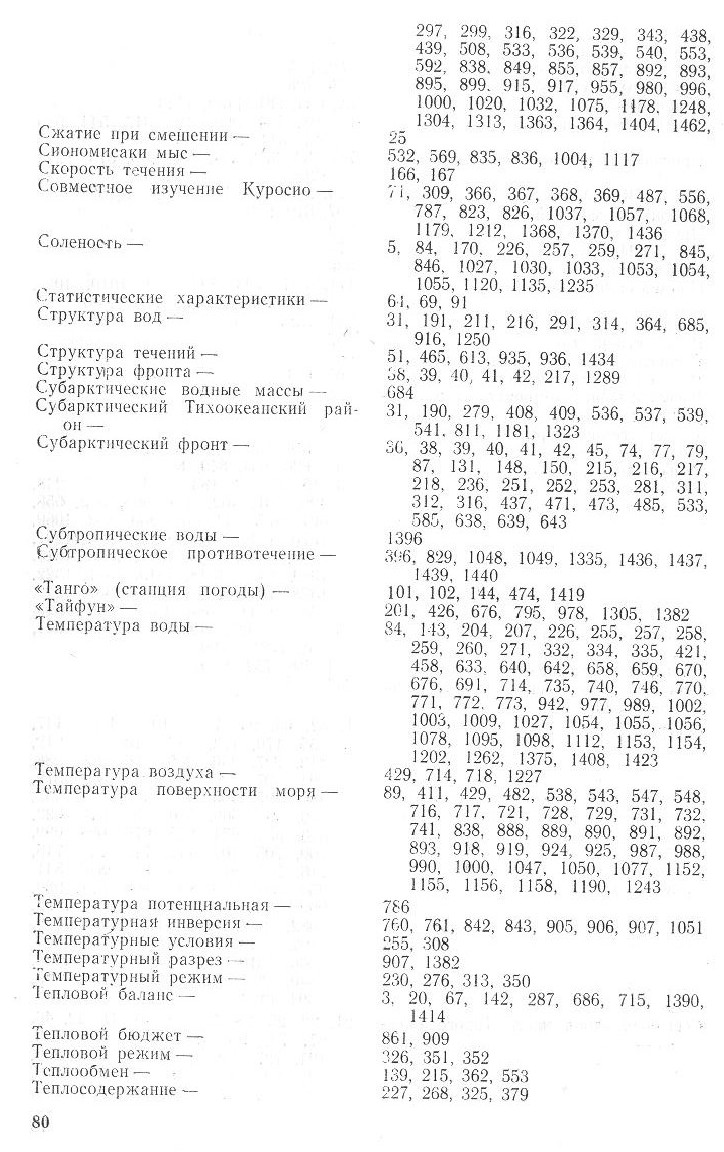 297, 299, 316, 322, 329, 343, 438,
439, 508, 533, 536, 539, 540, 553,
592, 838, 849, 855, 857, 892, 893,
895, 899, 915, 917, 955, 980, 996,
1000, 1020, 1032, 1075, 1178, 1248,
1304, 1313, 1363, 1364, 1404, 1462,
Сжатие при смешении — 25
Сиономисаки мыс — 532, 569, 835, 836, 1004, 1117
Скорость течения — 166, 167
Совместное изучение Куросио — 71, 309, 366, 367, 368, 369, 487, 556,
787, 823, 826, 1037, 1057, 1068,
1179, 1212, 1368, 1370, 1436
Соленость — 5, 84, 170, 226, 257, 259, 271, 845,
846, 1027, 1030, 1033, 1053, 1054,
1055, 1120, 1135, 1235
Статистические характеристики — 61, 69, 91
Структура вод — 31, 191, 211, 216, 291, 314, 364, 685,
916, 1250
Структура течений — 51, 465, 613, 935, 936, 1434
Структура фронта — 38, 39, 40, 41, 42, 217, 1289
Субарктические водные массы — 684
Субарктический Тихоокеанский рай-
он — 31, 190, 279, 408, 409, 536, 537, 539,
541, 811, 1181, 1323
Субарктический фронт — 36, 38, 39, 40, 41, 42, 45, 74, 77, 79,
87, 131, 148, 150, 215, 216, 217,
218, 236, 251, 252, 253, 281, 311,
312, 316, 437, 471, 473, 485, 533,
585, 638, 639, 643
Субтропические воды — 1396
Субтропическое противотечение — 396, 829, 1048, 1049, 1335, 1436, 1437,
1439, 1440
«Танго» (станция погоды) — 101, 102, 144, 474, 1419
«Тайфун» — 201, 426, 676, 795, 978, 1305, 1382
Температура воды — 84, 143, 204, 207, 226, 255, 257, 258,
259, 260, 271, 332, 334, 335, 421,
458, 633, 640, 642, 658, 659, 670,
676, 691, 714, 735, 740, 746, 770,
771, 772, 773, 942, 977, 989, 1002,
1003, 1009, 1027, 1054, 1055, 1056,
1078, 1095, 1098, 1112, 1153, 1154,
1202, 1262, 1375, 1408, 1423
Температура воздуха — 429, 714, 718, 1227
Температура поверхности моря — 89, 411, 429, 482, 538, 543, 547, 548,
716, 717, 721, 728, 729, 731, 732,
741, 838, 888, 889, 890, 891, 892,
893, 918, 919, 924, 925, 987, 988,
990, 1000, 1047, 1050, 1077, 1152,
1155, 1156, 1158, 1190, 1243
Температура потенциальная — 786
Температурная инверсия — 760, 761, 842, 843, 905, 906, 907, 1051
Температурные условия — 255, 308
Температурный разрез — 907, 1382
Температурный режим — 230, 276, 313, 350
Тепловой баланс — 3, 20, 67, 142, 287, 686, 715, 1390,
1414
Тепловой бюджет — 861, 909
Тепловой режим — 326, 351, 352
Теплообмен — 139, 215, 362, 553
Теплосодержание — 227, 268, 325, 379
80